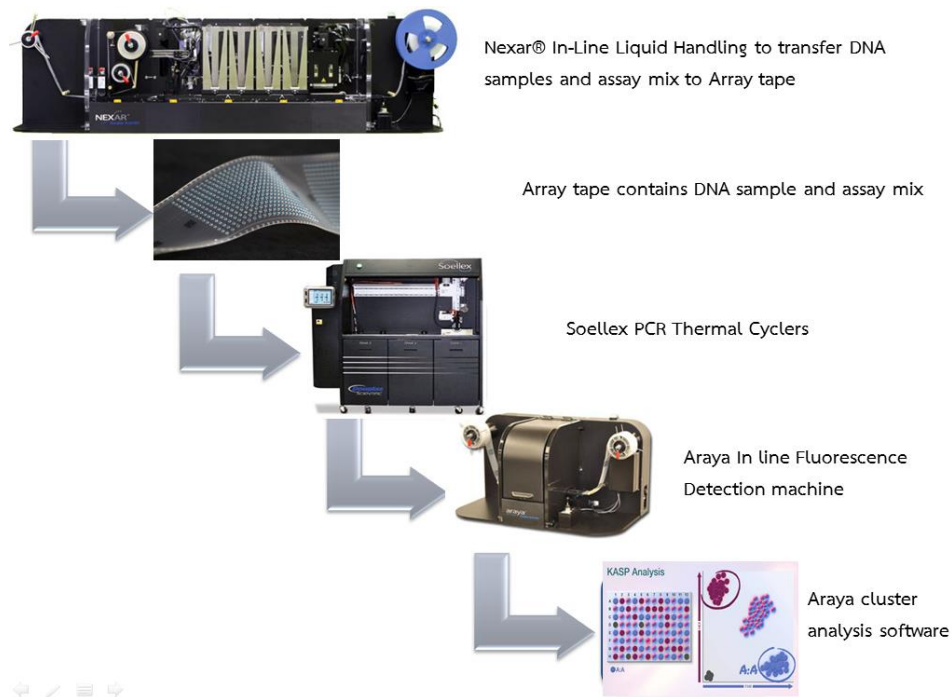 Nexar® In-Line Liquid Handling to transfer DNA
samples and assay mix to Array tape
NEXAR
Array tape contains DNA sample and assay mix
Soellex
Soellex PCR Thermal Cyclers
SCIENTIFIC
Araya In line Fluorescence
Detection machine
araya
KASP Analysis
A:A
A:A
Araya cluster
analysis software